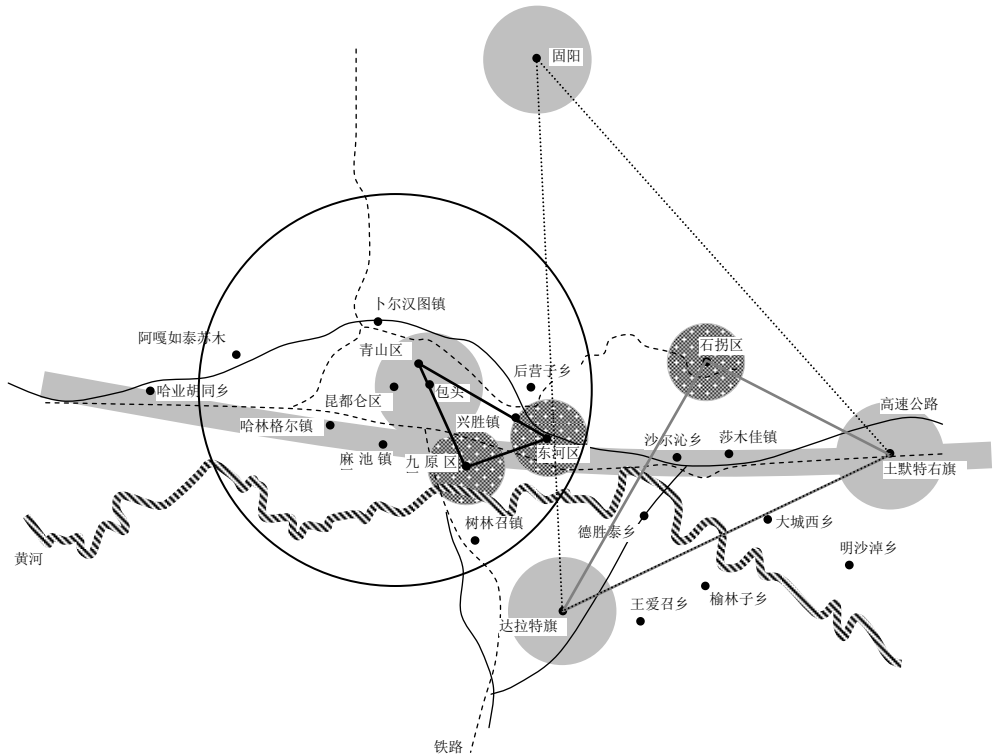 固阳
卜尔汉图镇
阿嘎如泰苏木
青山区
石拐区
后营子乡
哈业胡同乡
包头
昆都仑区
高速公路
兴胜镇
哈林格尔镇
沙尔沁乡
莎木佳镇
东河区
麻池镇
九原区
土默特右旗
树林召镇
德胜泰乡
大城西乡
黄河
明沙淖乡
榆林子乡
王爱召乡
达拉特旗
铁路